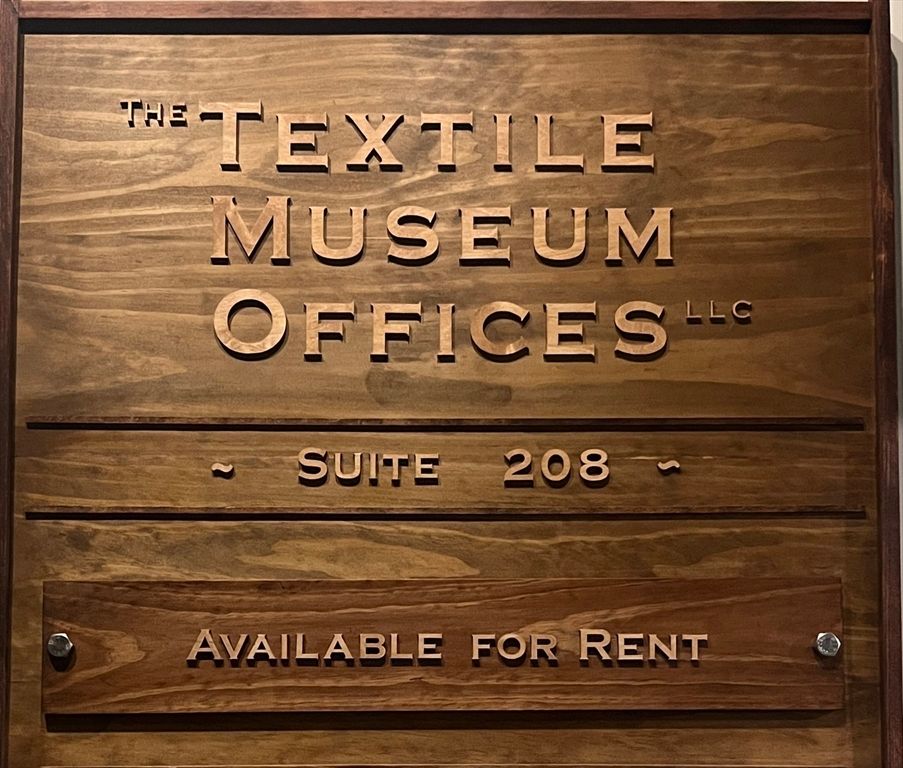 The Textile
Museum
Offices LLC
~ Suite 208 ~
Available for Rent